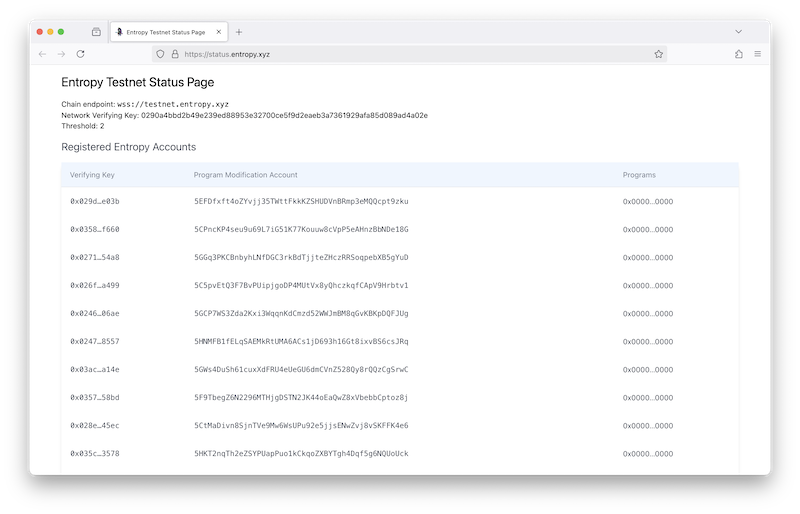 Entropy Testnet Status Page
https://status.entropy.xyz
Entropy Testnet Status Page
Chain endpoint: wss://testnet.entropy.xyz
Network Verifying Key: 0290a4bbd2b49e239ed88953e32700ce5f9d2eaeb3a7361929afa85d089ad4a02e
Threshold: 2
Registered Entropy Accounts
Verifying Key Program Modification Account Programs
0x029d…e03b 5EFDfxft4oZYvjj35TWttFkkKZSHUDVnBRmp3eMQQcpt9zku 0x0000…0000
0x0358…f660 5CPncKP4seu9u69L7iG51K77Kouuw8cVpP5eAHnzBbNDe18G 0x0000…0000
0x0271…54a8 5GGq3PKCBnbyhLNfDGC3rkBdTjjteZHczRRSoqpebXB5gYuD 0x0000…0000
0x026f…a499 5C5pvEtQ3F7BvPUipjgoDP4MUtVx8yQhczkqfCApV9Hrbtv1 0x0000…0000
0x0246…06ae 5GCP7WS3Zda2Kxi3WqqnKdCmzd52WWJmBM8qGvKBKpDQFJUg 0x0000…0000
0x0247…8557 5HNMFB1fELqSAEMkRtUMA6ACs1jD693h16Gt8ixvBS6csJRq 0x0000…0000
0x03ac…a14e 5GWs4DuSh61cuxXdFRU4eUeGU6dmCVnZ528Qy8rQQzCgSrwC 0x0000…0000
0x0357…58bd 5F9TbegZ6N2296MTHjgDSTN2JK44oEaQwZ8xVbebbCptoz8j 0x0000…0000
0x028e…45ec 5CtMaDivn8SjnTVe9Mw6WsUPu92e5jjsENwZvj8vSKFFK4e6 0x0000…0000
0x035c…3578 5HKT2nqTh2eZSYPUapPuo1kCkqoZXBYTgh4Dqf5g6NQUoUck 0x0000…0000